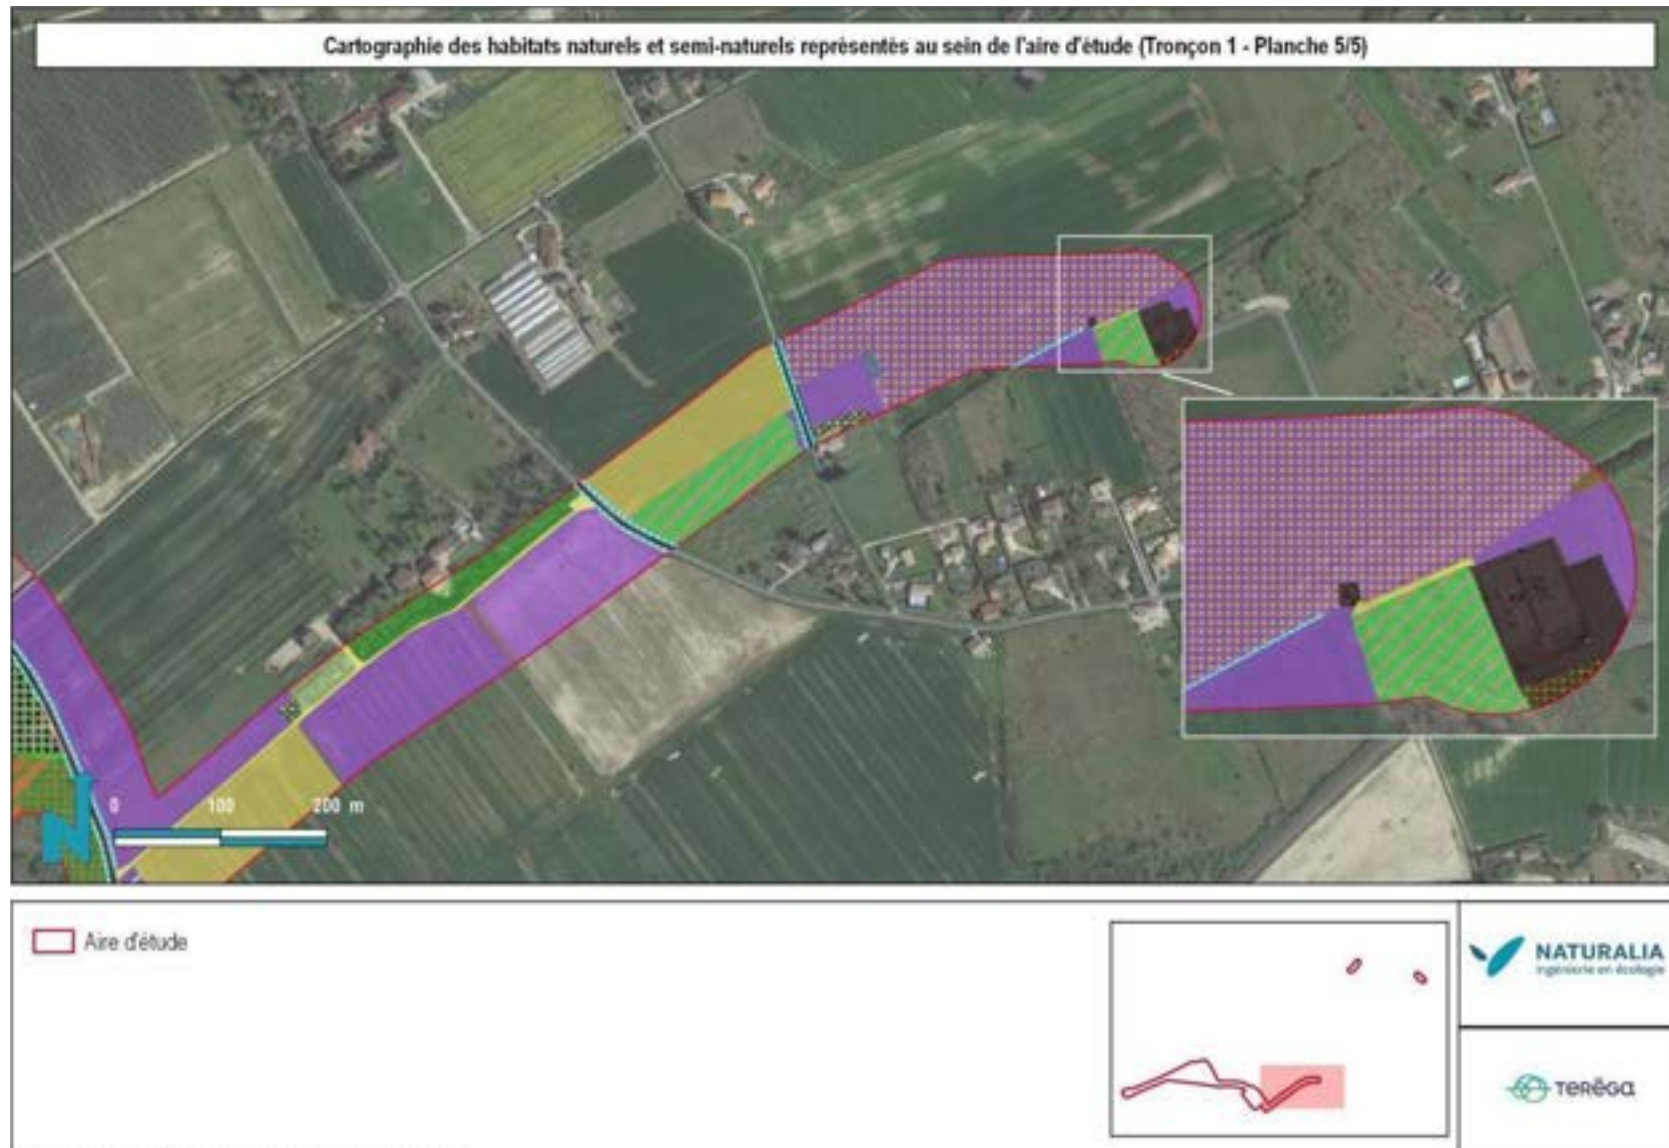 Cartographie des habitats naturels et semi-naturels représentés au sein de l'aire d'étude (Tronçon 1 - Planche 5/5)
0 100 200 m
N
Aire d'étude
NATURALIA
Ingénierie en écologie
TERÉGA